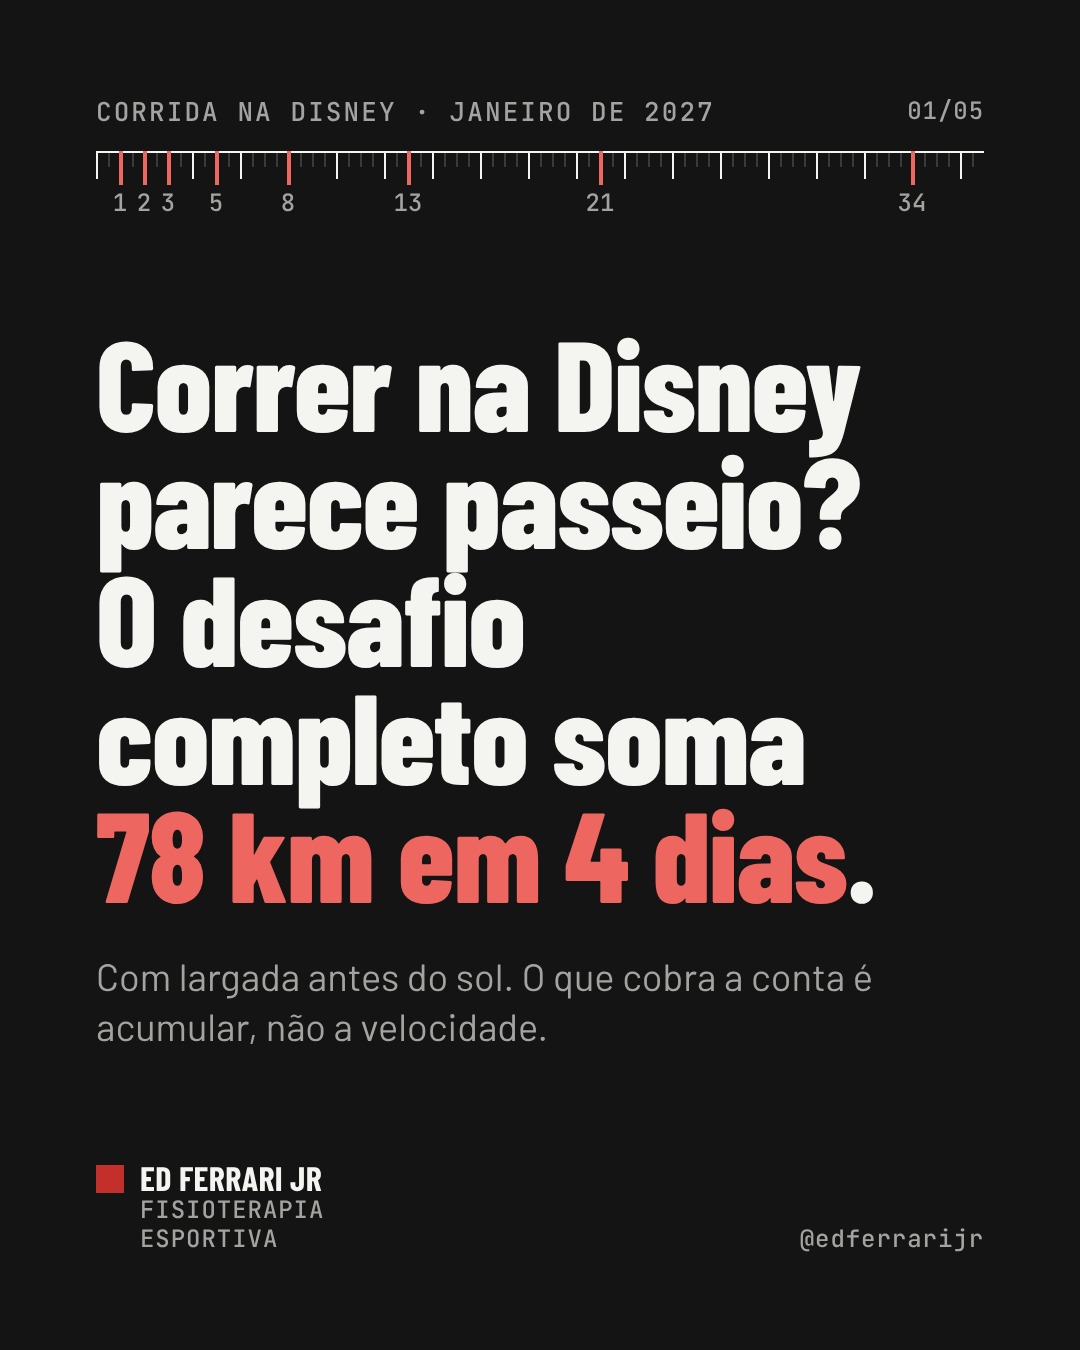 CORRIDA NA DISNEY · JANEIRO DE 2027
01/05
1 2 3 5 8 13 21 34
Correr na Disney
parece passeio?
O desafio
completo soma
78 km em 4 dias.
Com largada antes do sol. O que cobra a conta é
acumular, não a velocidade.
ED FERRARI JR
FISIOTERAPIA
ESPORTIVA
@edferrarijr